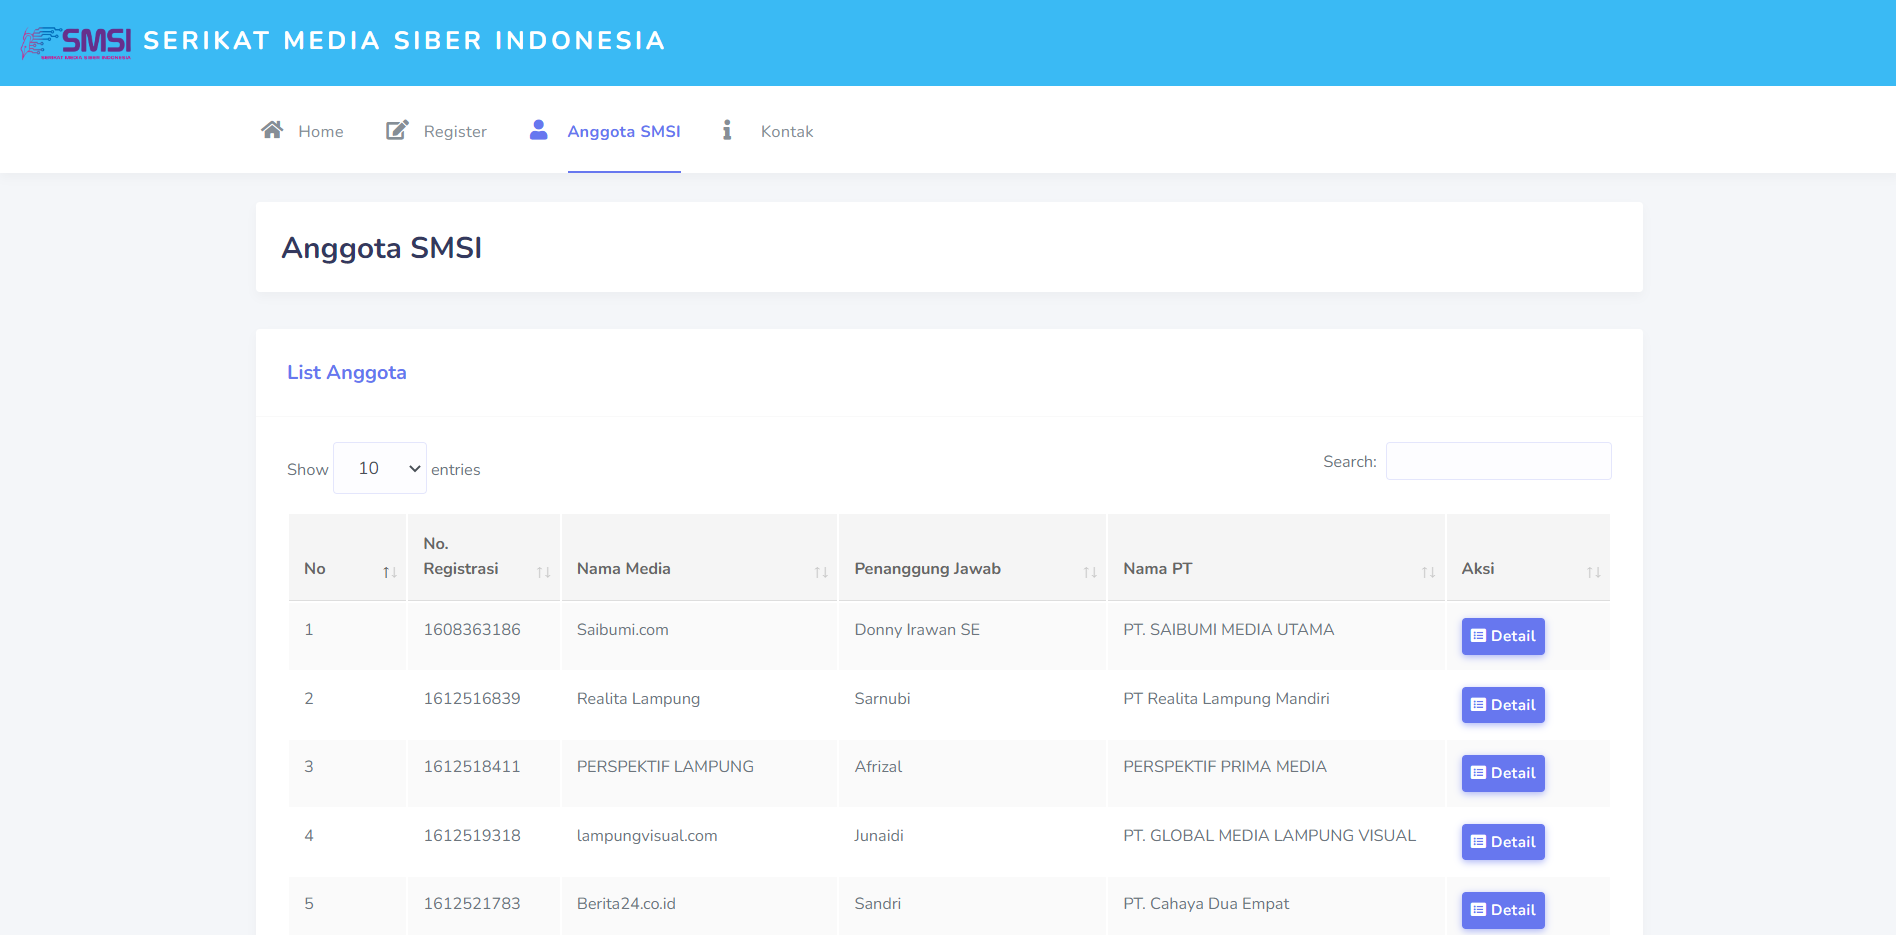 SMSI SERIKAT MEDIA SIBER INDONESIA
SERIKAT MEDIA SIBER INDONESIA
Home Register Anggota SMSI Kontak
Anggota SMSI
List Anggota
Show 10 entries Search:
No No. Registrasi Nama Media Penanggung Jawab Nama PT Aksi
1 1608363186 Saibumi.com Donny Irawan SE PT. SAIBUMI MEDIA UTAMA Detail
2 1612516839 Realita Lampung Sarnubi PT Realita Lampung Mandiri Detail
3 1612518411 PERSPEKTIF LAMPUNG Afrizal PERSPEKTIF PRIMA MEDIA Detail
4 1612519318 lampungvisual.com Junaidi PT. GLOBAL MEDIA LAMPUNG VISUAL Detail
5 1612521783 Berita24.co.id Sandri PT. Cahaya Dua Empat Detail